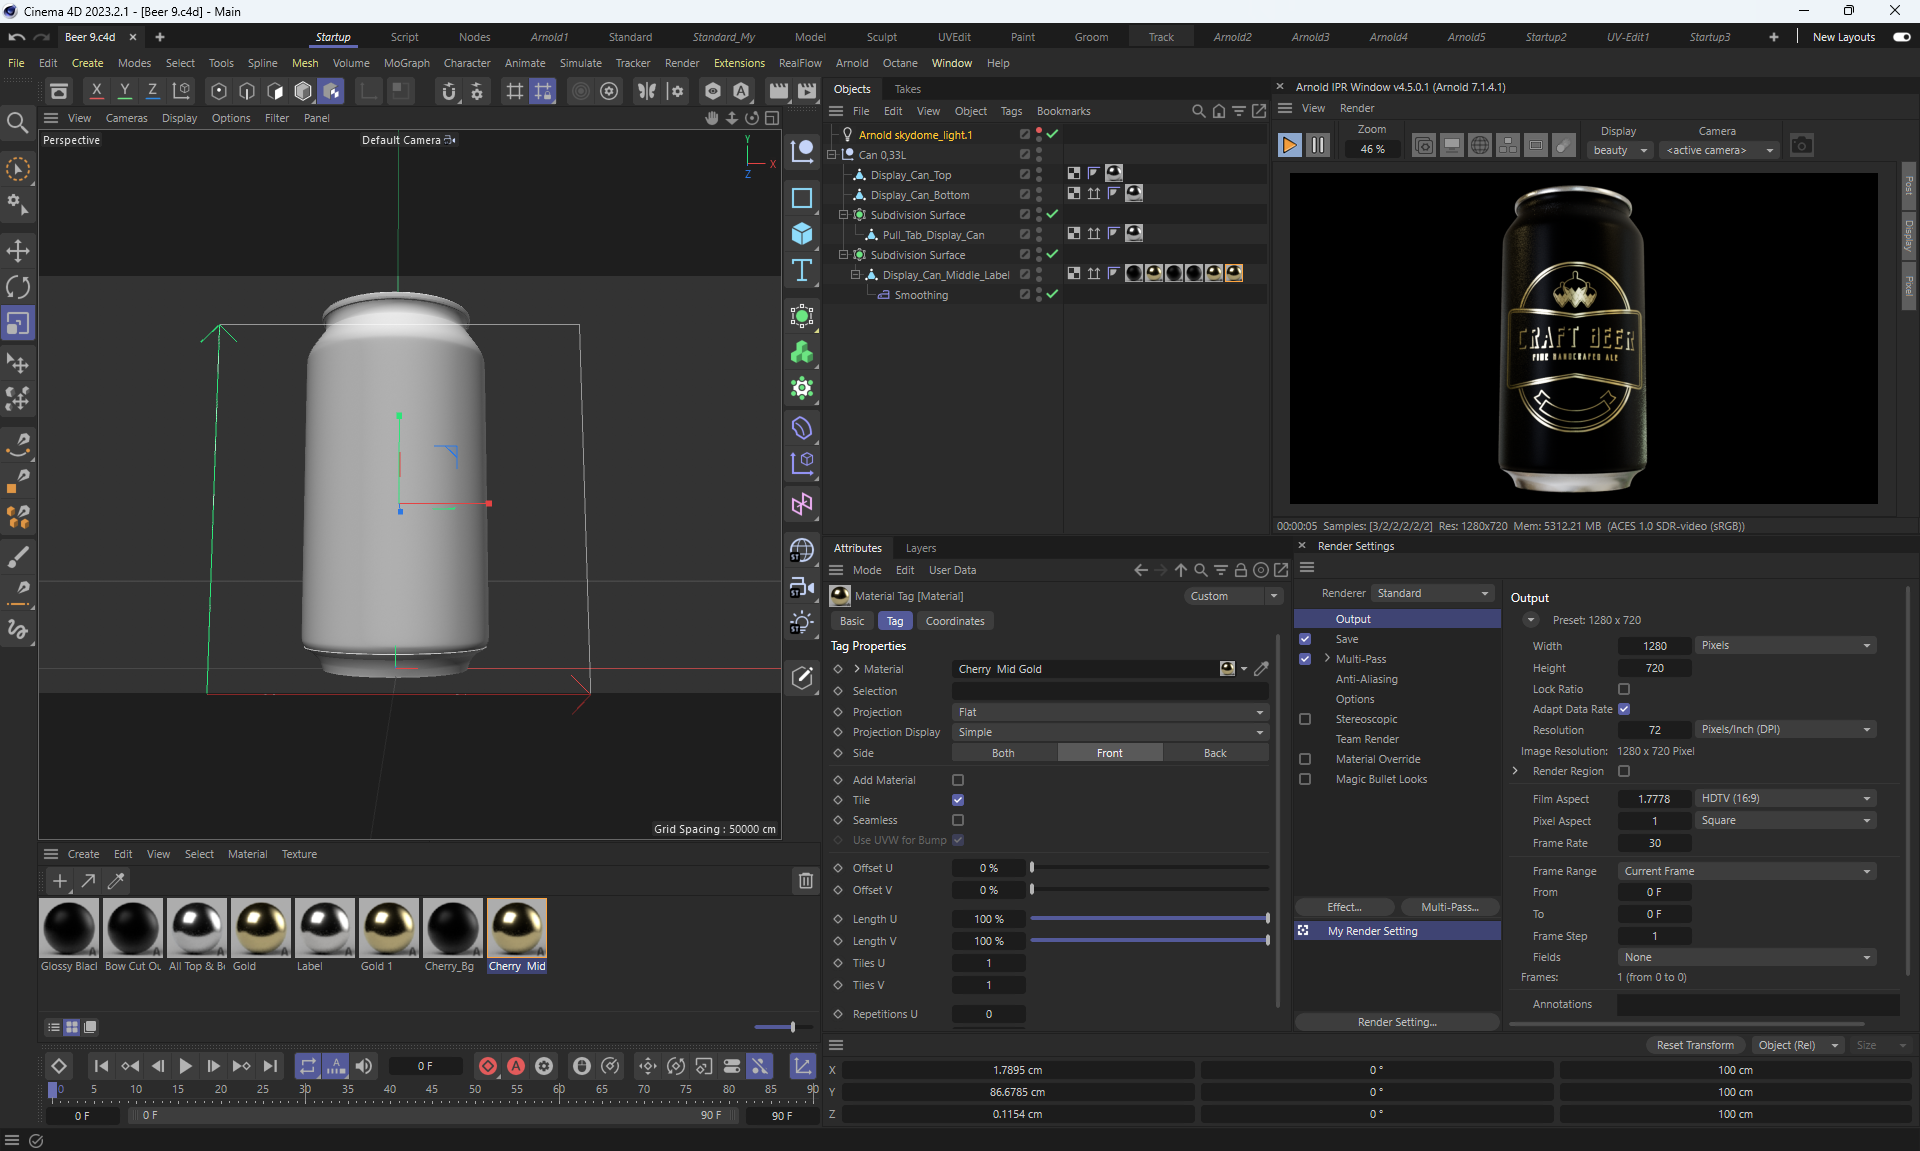 Cinema 4D 2023.2.1 - [Beer 9.c4d] - Main
Beer 9.c4d
Startup Script Nodes Arnold1 Standard Standard_My Model Sculpt UVEdit Paint Groom Track Arnold2 Arnold3 Arnold4 Arnold5 Startup2 UV-Edit1 Startup3 New Layouts
File Edit Create Modes Select Tools Spline Mesh Volume MoGraph Character Animate Simulate Tracker Render Extensions RealFlow Arnold Octane Window Help
X Y Z
View Cameras Display Options Filter Panel
Perspective
Default Camera
Y
X
Z
Grid Spacing : 50000 cm
Objects Takes
File Edit View Object Tags Bookmarks
Arnold skydome_light.1
Can 0,33L
Display_Can_Top
Display_Can_Bottom
Subdivision Surface
Pull_Tab_Display_Can
Subdivision Surface
Display_Can_Middle_Label
Smoothing
Arnold IPR Window v4.5.0.1 (Arnold 7.1.4.1)
View Render
Zoom
46 %
Display
beauty
Camera
<active camera>
Post
Display
Pixel
CRAFT BEER
FINE HANDCRAFED ALE
00:00:05 Samples: [3/2/2/2/2/2] Res: 1280x720 Mem: 5312.21 MB (ACES 1.0 SDR-video (sRGB))
Attributes Layers
Mode Edit User Data
Material Tag [Material]
Custom
Basic Tag Coordinates
Tag Properties
Material Cherry Mid Gold
Selection
Projection Flat
Projection Display Simple
Side Both Front Back
Add Material
Tile
Seamless
Use UVW for Bump
Offset U 0 %
Offset V 0 %
Length U 100 %
Length V 100 %
Tiles U 1
Tiles V 1
Repetitions U 0
Render Settings
Renderer Standard
Output
Save
Multi-Pass
Anti-Aliasing
Options
Stereoscopic
Team Render
Material Override
Magic Bullet Looks
Effect... Multi-Pass...
My Render Setting
Render Setting...
Output
Preset: 1280 x 720
Width 1280 Pixels
Height 720
Lock Ratio
Adapt Data Rate
Resolution 72 Pixels/Inch (DPI)
Image Resolution: 1280 x 720 Pixel
Render Region
Film Aspect 1.7778 HDTV (16:9)
Pixel Aspect 1 Square
Frame Rate 30
Frame Range Current Frame
From 0 F
To 0 F
Frame Step 1
Fields None
Frames: 1 (from 0 to 0)
Annotations
Create Edit View Select Material Texture
Glossy Blacl Bow Cut Ou All Top & B Gold Label Gold 1 Cherry_Bg Cherry Mid
0 F
0 5 10 15 20 25 30 35 40 45 50 55 60 65 70 75 80 85 90
0 F 0 F 90 F 90 F
Reset Transform Object (Rel) Size
X 1.7895 cm 0 ° 100 cm
Y 86.6785 cm 0 ° 100 cm
Z 0.1154 cm 0 ° 100 cm